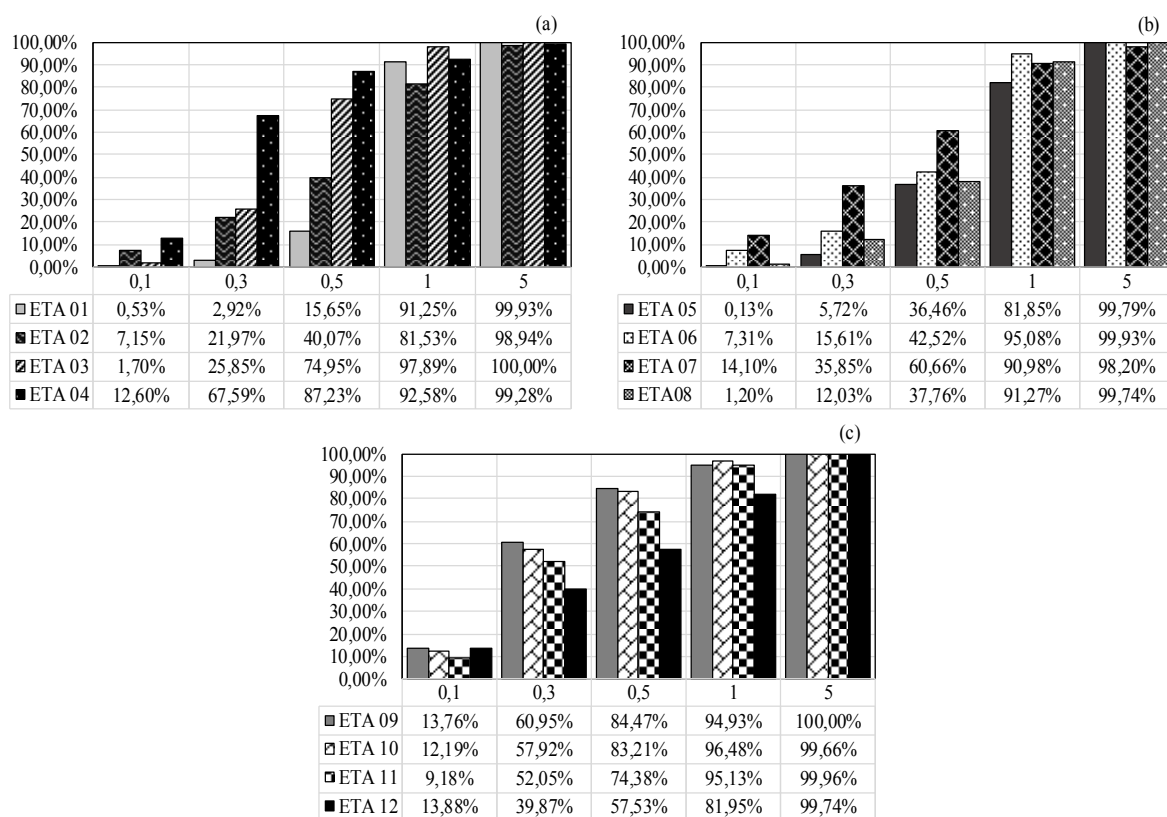 (a)
100,00%
90,00%
80,00%
70,00%
60,00%
50,00%
40,00%
30,00%
20,00%
10,00%
0,00%
0,1 0,3 0,5 1 5
ETA 01 0,53% 2,92% 15,65% 91,25% 99,93%
ETA 02 7,15% 21,97% 40,07% 81,53% 98,94%
ETA 03 1,70% 25,85% 74,95% 97,89% 100,00%
ETA 04 12,60% 67,59% 87,23% 92,58% 99,28%
(b)
100,00%
90,00%
80,00%
70,00%
60,00%
50,00%
40,00%
30,00%
20,00%
10,00%
0,00%
0,1 0,3 0,5 1 5
ETA 05 0,13% 5,72% 36,46% 81,85% 99,79%
ETA 06 7,31% 15,61% 42,52% 95,08% 99,93%
ETA 07 14,10% 35,85% 60,66% 90,98% 98,20%
ETA08 1,20% 12,03% 37,76% 91,27% 99,74%
(c)
100,00%
90,00%
80,00%
70,00%
60,00%
50,00%
40,00%
30,00%
20,00%
10,00%
0,00%
0,1 0,3 0,5 1 5
ETA 09 13,76% 60,95% 84,47% 94,93% 100,00%
ETA 10 12,19% 57,92% 83,21% 96,48% 99,66%
ETA 11 9,18% 52,05% 74,38% 95,13% 99,96%
ETA 12 13,88% 39,87% 57,53% 81,95% 99,74%